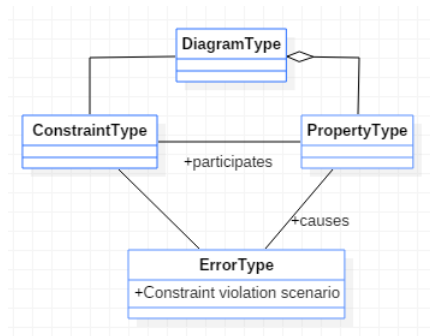 DiagramType
ConstraintType
PropertyType
+participates
+causes
ErrorType
+Constraint violation scenario